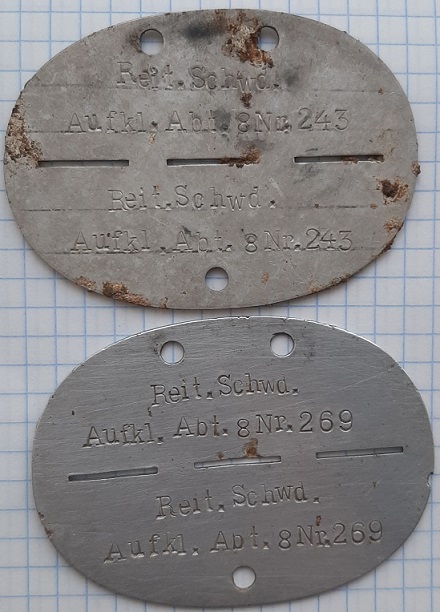 Reit.Schwd.
Aufkl. Abt. 8 Nr. 243
Reit.Schwd.
Aufkl. Abt. 8 Nr. 243
Reit.Schwd.
Aufkl. Abt. 8 Nr. 269
Reit.Schwd.
Aufkl. Abt. 8 Nr. 269